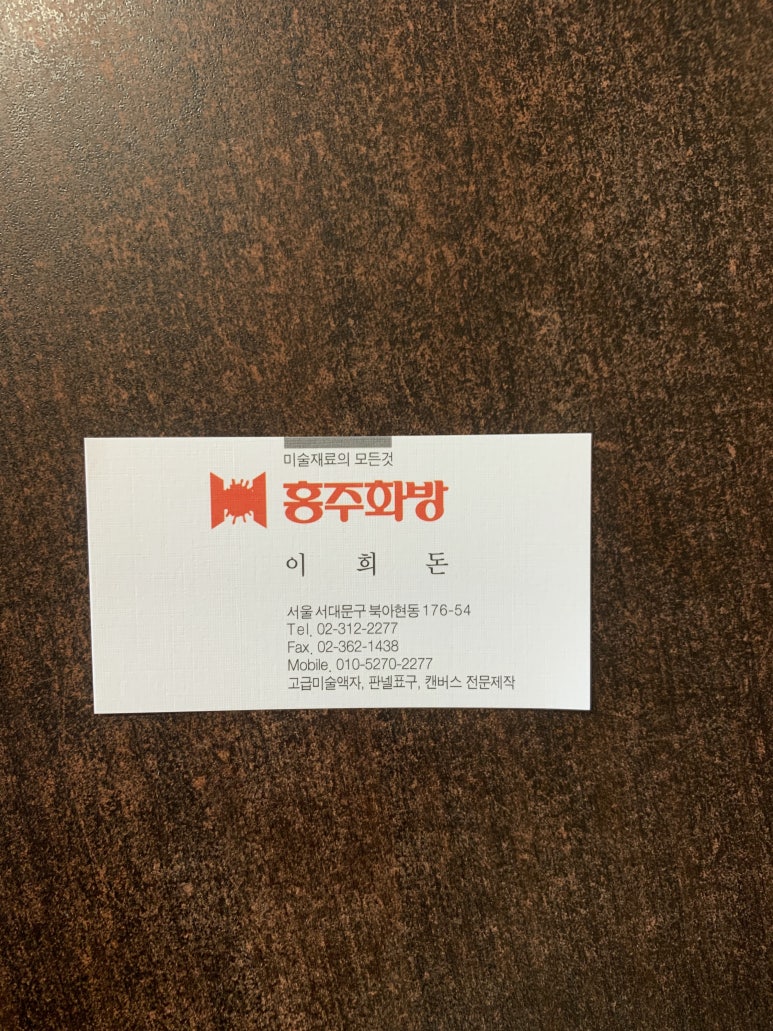 미술재료의 모든것
홍주화방
이 희 돈
서울 서대문구 북아현동 176-54
Tel. 02-312-2277
Fax. 02-362-1438
Mobile. 010-5270-2277
고급미술액자, 판넬표구, 캔버스 전문제작